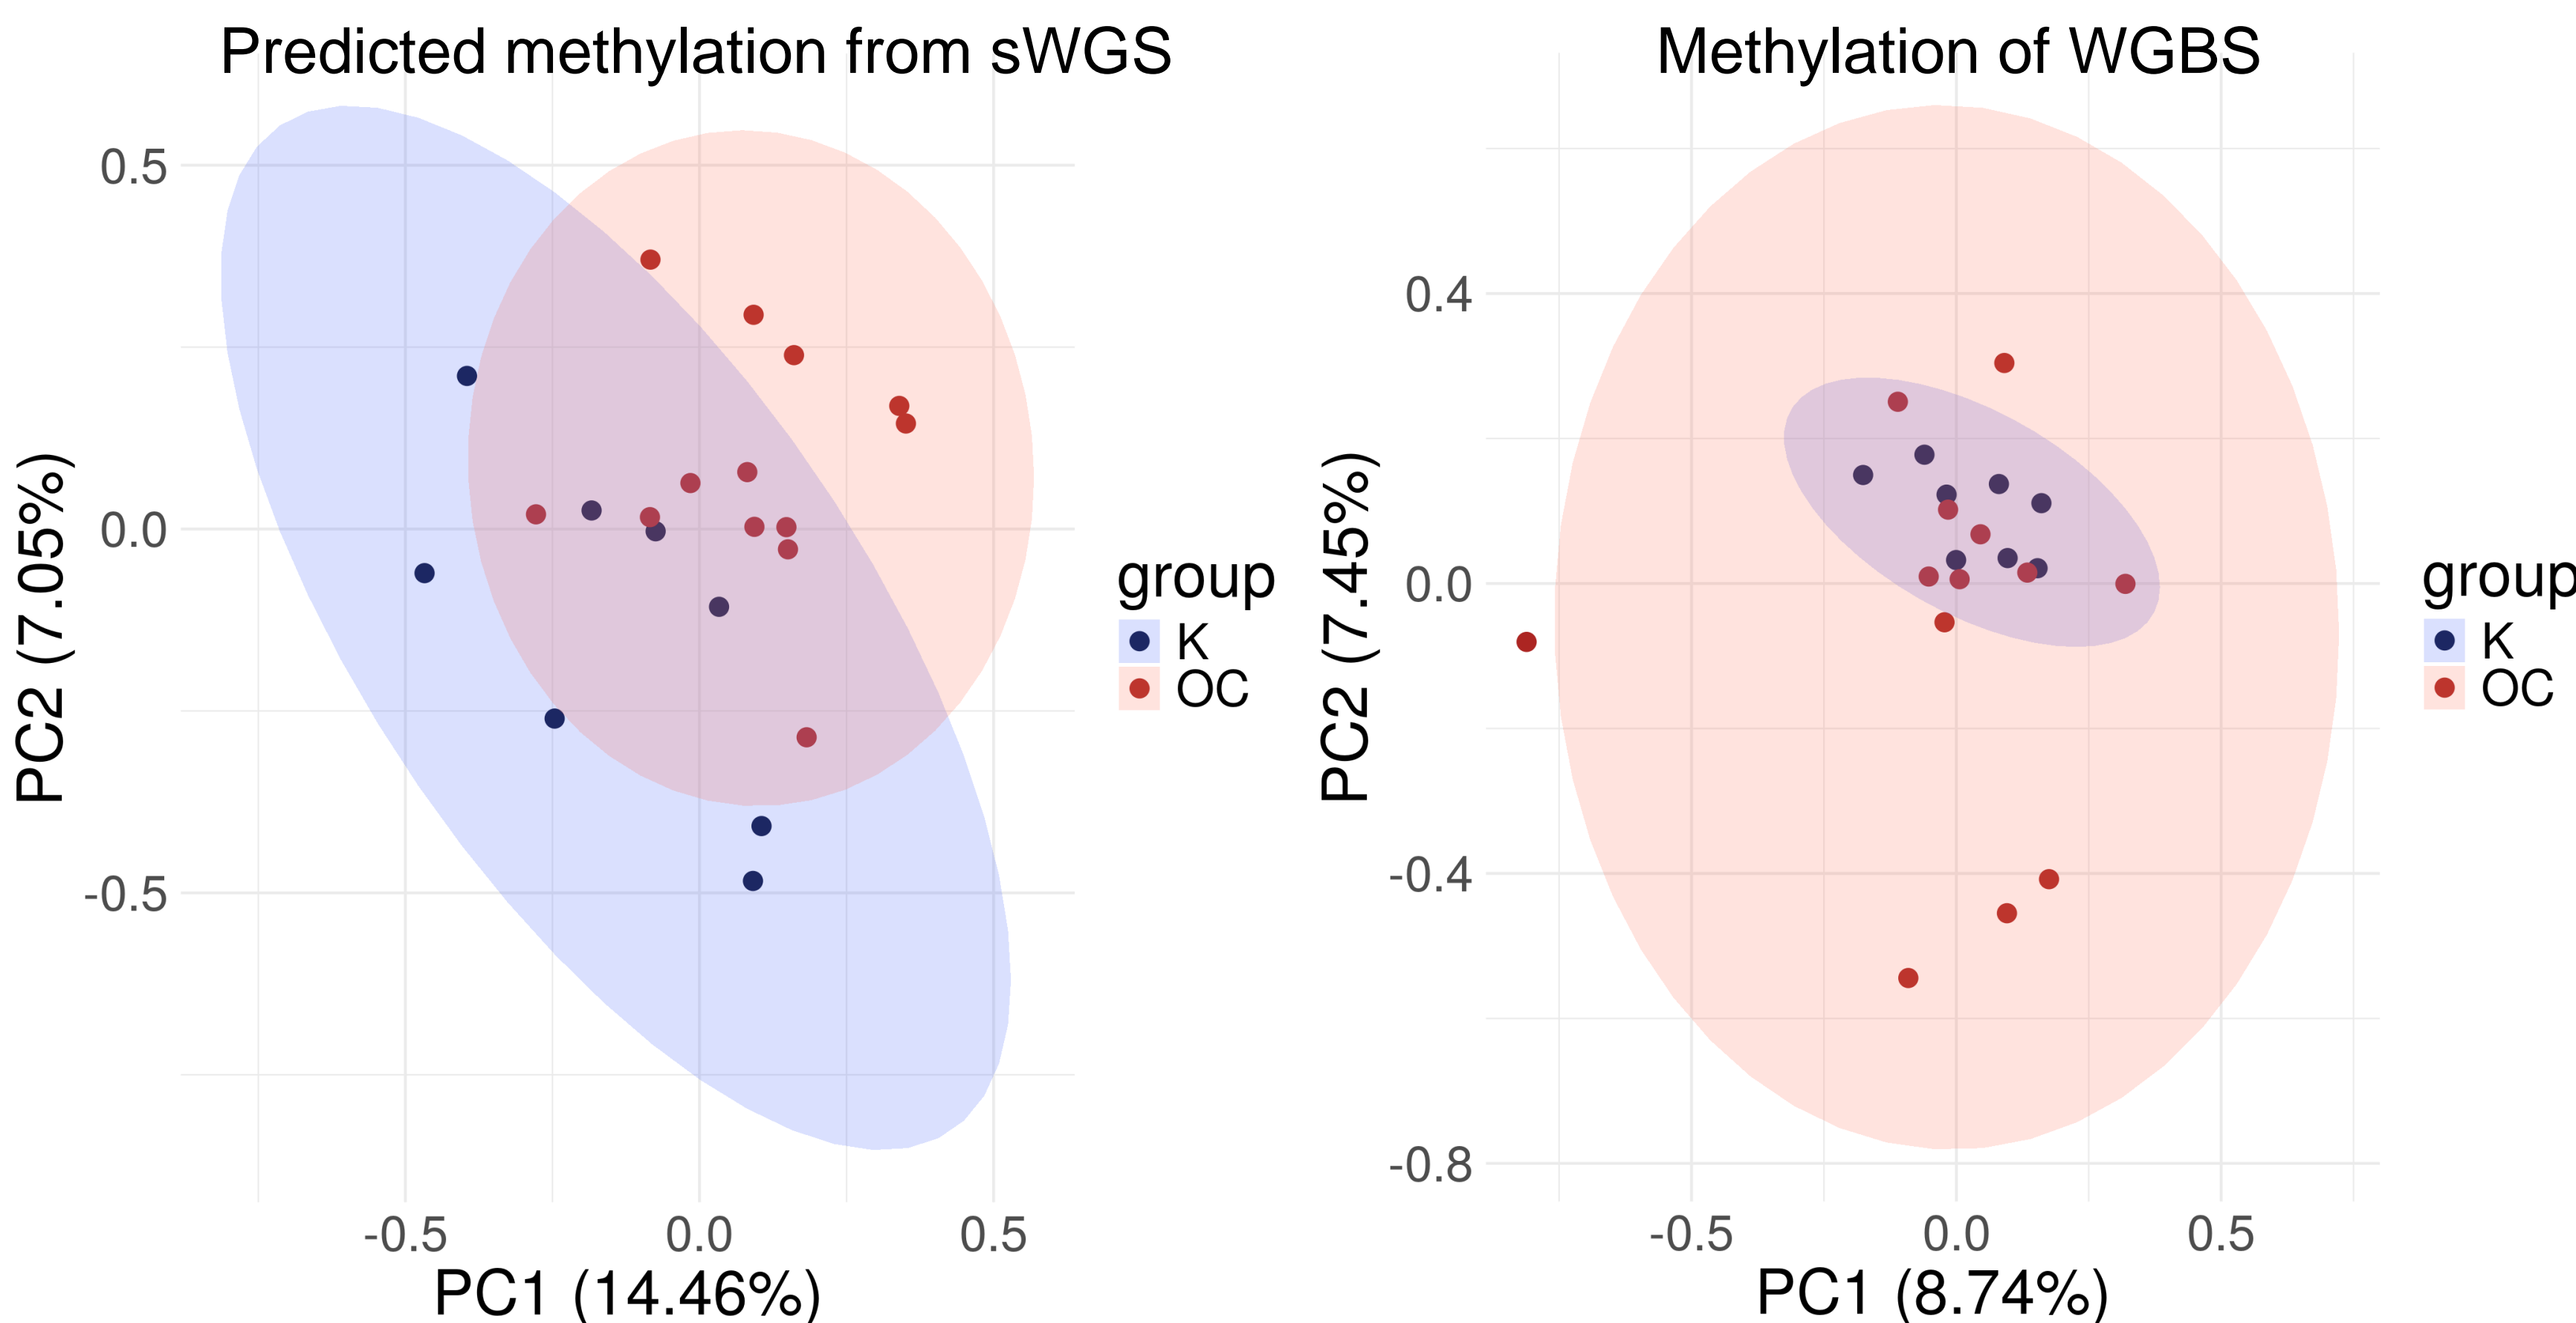 Predicted methylation from sWGS
0.5
0.0
-0.5
PC2 (7.05%)
-0.5
0.0
0.5
PC1 (14.46%)
group
K
OC
Methylation of WGBS
0.4
0.0
-0.4
-0.8
PC2 (7.45%)
-0.5
0.0
0.5
PC1 (8.74%)
group
K
OC